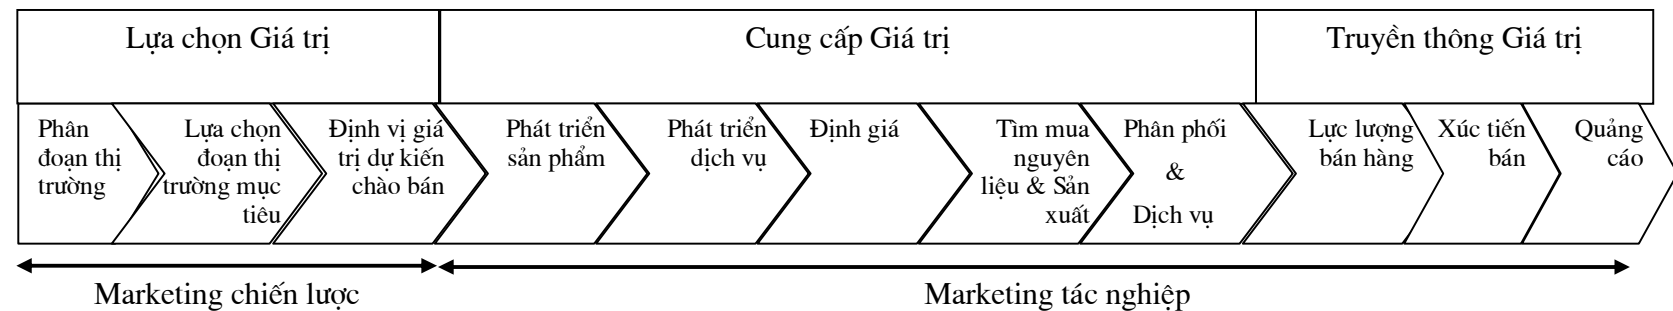 Lựa chọn Giá trị
Cung cấp Giá trị
Truyền thông Giá trị
Phân
đoạn thị
trường
Lựa chọn
đoạn thị
trường mục
tiêu
Định vị giá
trị dự kiến
chào bán
Phát triển
sản phẩm
Phát triển
dịch vụ
Định giá
Tìm mua
nguyên
liệu & Sản
xuất
Phân phối
&
Dịch vụ
Lực lượng
bán hàng
Xúc tiến
bán
Quảng
cáo
Marketing chiến lược
Marketing tác nghiệp